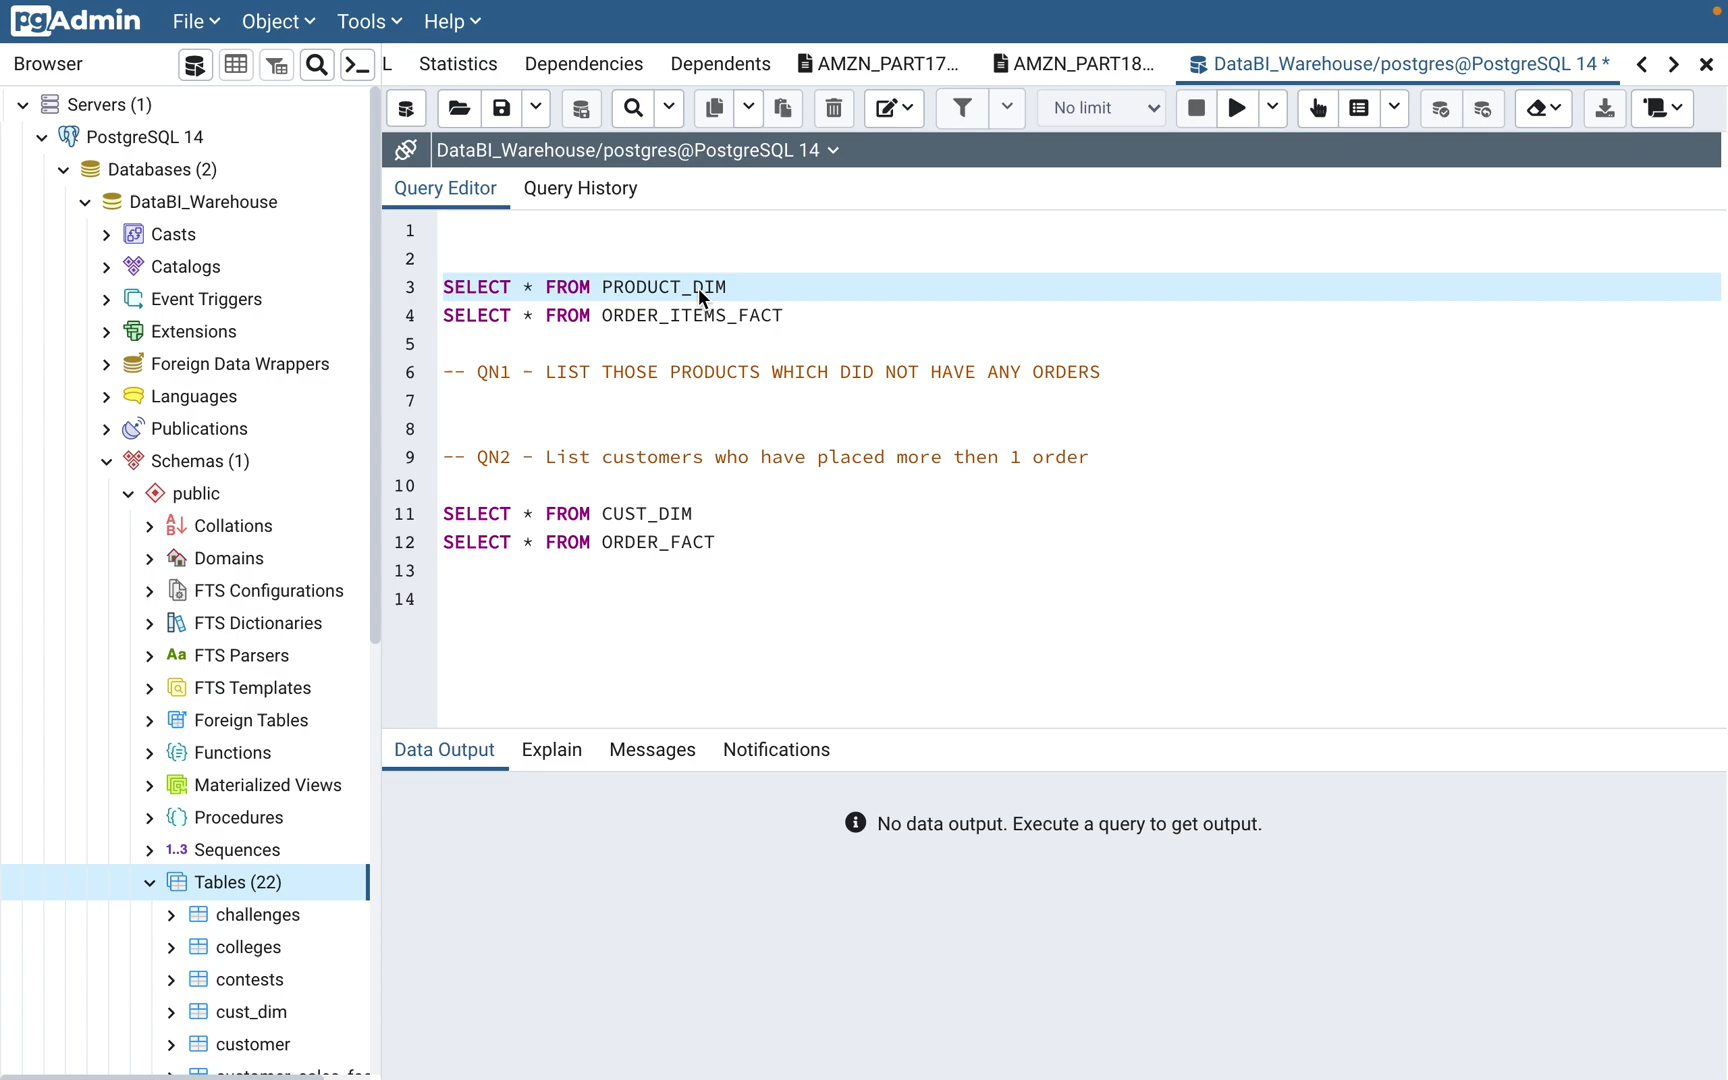 pgAdmin File Object Tools Help
Browser
L Statistics Dependencies Dependents AMZN_PART17... AMZN_PART18... DataBI_Warehouse/postgres@PostgreSQL 14 *
No limit
DataBI_Warehouse/postgres@PostgreSQL 14
Query Editor Query History
Servers (1)
PostgreSQL 14
Databases (2)
DataBI_Warehouse
Casts
Catalogs
Event Triggers
Extensions
Foreign Data Wrappers
Languages
Publications
Schemas (1)
public
Collations
Domains
FTS Configurations
FTS Dictionaries
Aa FTS Parsers
FTS Templates
Foreign Tables
Functions
Materialized Views
Procedures
1..3 Sequences
Tables (22)
challenges
colleges
contests
cust_dim
customer
1
2
3 SELECT * FROM PRODUCT_DIM
4 SELECT * FROM ORDER_ITEMS_FACT
5
6 -- QN1 - LIST THOSE PRODUCTS WHICH DID NOT HAVE ANY ORDERS
7
8
9 -- QN2 - List customers who have placed more then 1 order
10
11 SELECT * FROM CUST_DIM
12 SELECT * FROM ORDER_FACT
13
14
Data Output Explain Messages Notifications
No data output. Execute a query to get output.